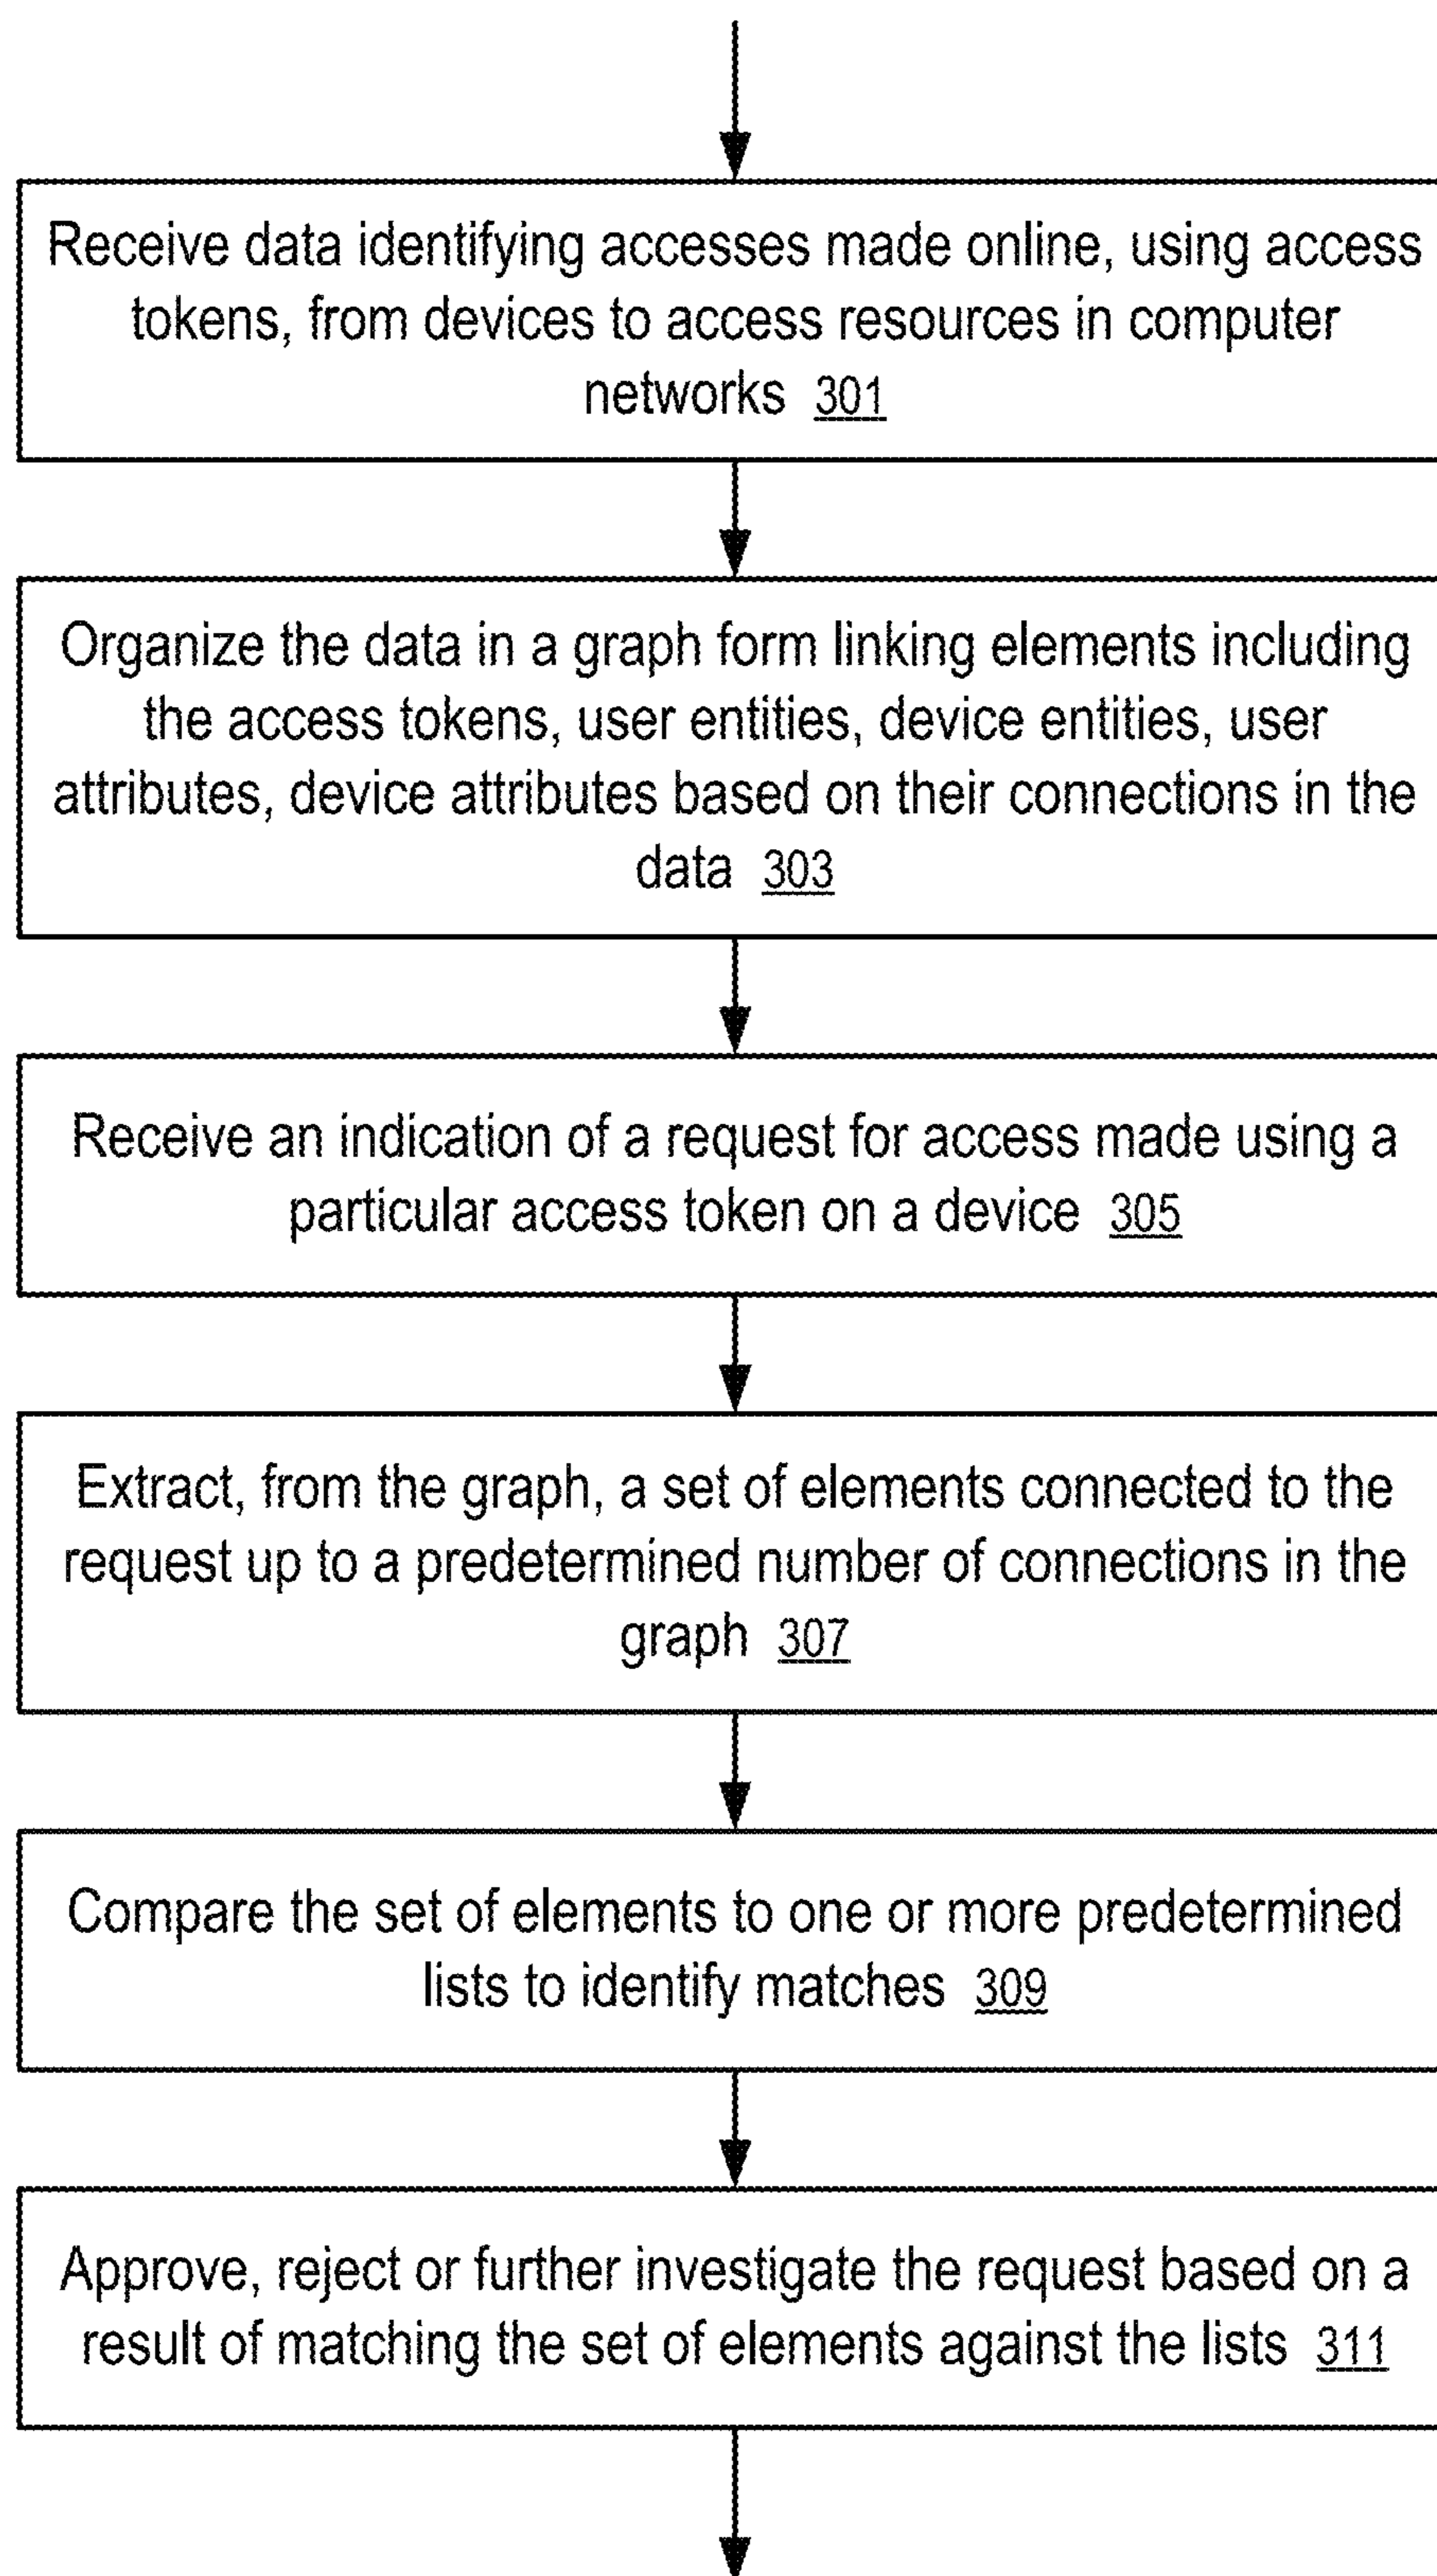 Receive data identifying accesses made online, using access
tokens, from devices to access resources in computer
networks 301
Organize the data in a graph form linking elements including
the access tokens, user entities, device entities, user
attributes, device attributes based on their connections in the
data 303
Receive an indication of a request for access made using a
particular access token on a device 305
Extract, from the graph, a set of elements connected to the
request up to a predetermined number of connections in the
graph 307
Compare the set of elements to one or more predetermined
lists to identify matches 309
Approve, reject or further investigate the request based on a
result of matching the set of elements against the lists 311